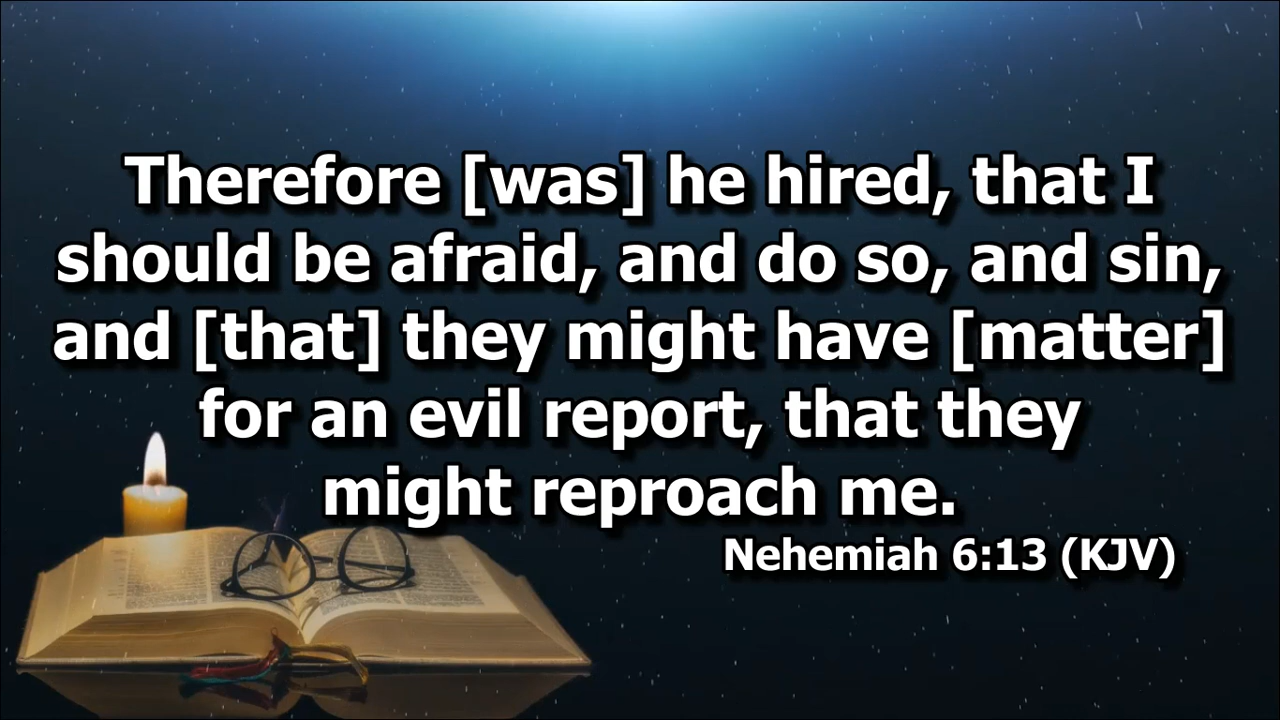 Therefore [was] he hired, that I
should be afraid, and do so, and sin,
and [that] they might have [matter]
for an evil report, that they
might reproach me.
Nehemiah 6:13 (KJV)